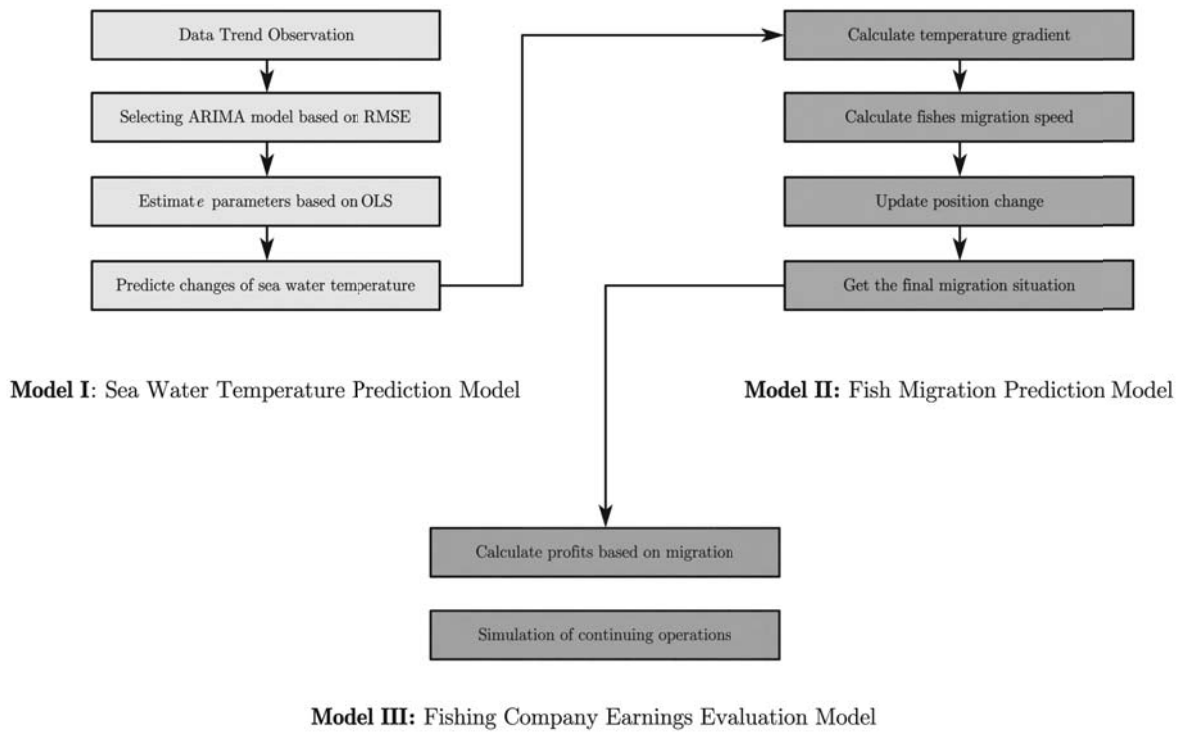 Data Trend Observation
Selecting ARIMA model based on RMSE
Estimate parameters based on OLS
Predicte changes of sea water temperature
Model I: Sea Water Temperature Prediction Model
Calculate temperature gradient
Calculate fishes migration speed
Update position change
Get the final migration situation
Model II: Fish Migration Prediction Model
Calculate profits based on migration
Simulation of continuing operations
Model III: Fishing Company Earnings Evaluation Model